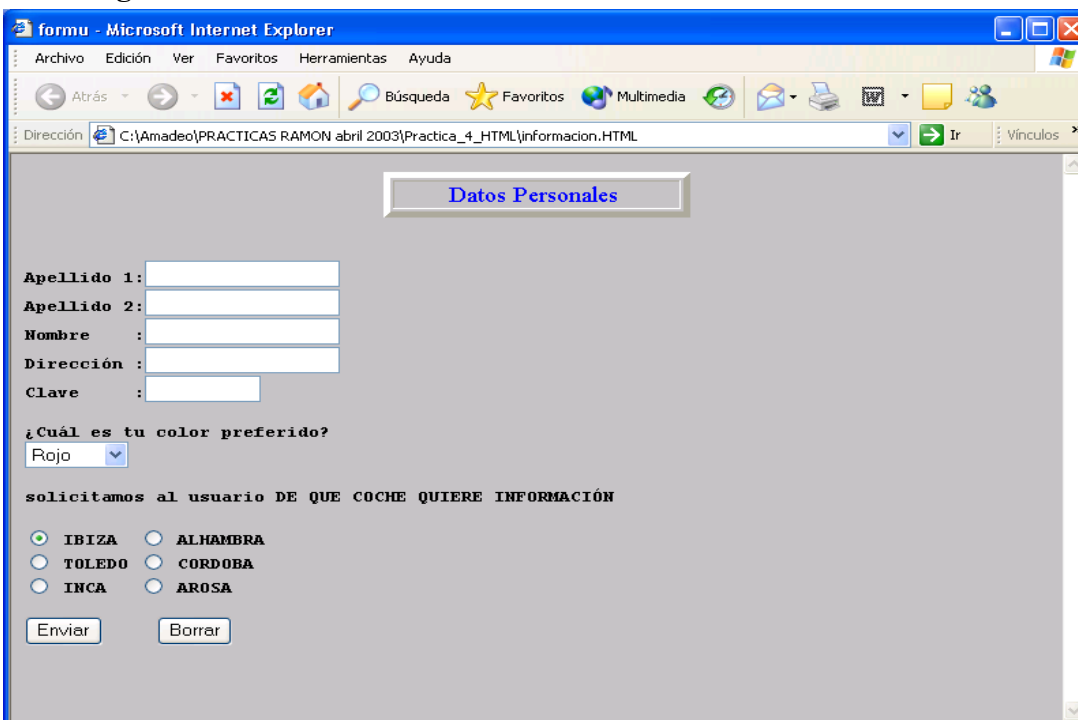 formu - Microsoft Internet Explorer
Archivo Edición Ver Favoritos Herramientas Ayuda
Atrás Búsqueda Favoritos Multimedia
Dirección C:\Amadeo\PRACTICAS RAMON abril 2003\Practica_4_HTML\informacion.HTML Ir Vínculos
Datos Personales
Apellido 1:
Apellido 2:
Nombre :
Dirección :
Clave :
¿Cuál es tu color preferido?
Rojo
solicitamos al usuario DE QUE COCHE QUIERE INFORMACIÓN
IBIZA ALHAMBRA
TOLEDO CORDOBA
INCA AROSA
Enviar Borrar